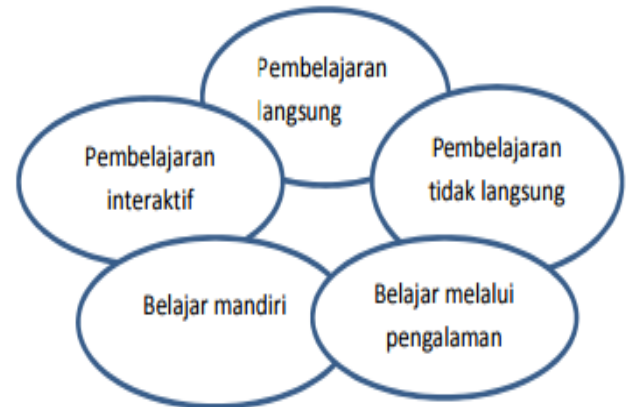 Pembelajaran
langsung
Pembelajaran
interaktif
Pembelajaran
tidak langsung
Belajar mandiri
Belajar melalui
pengalaman